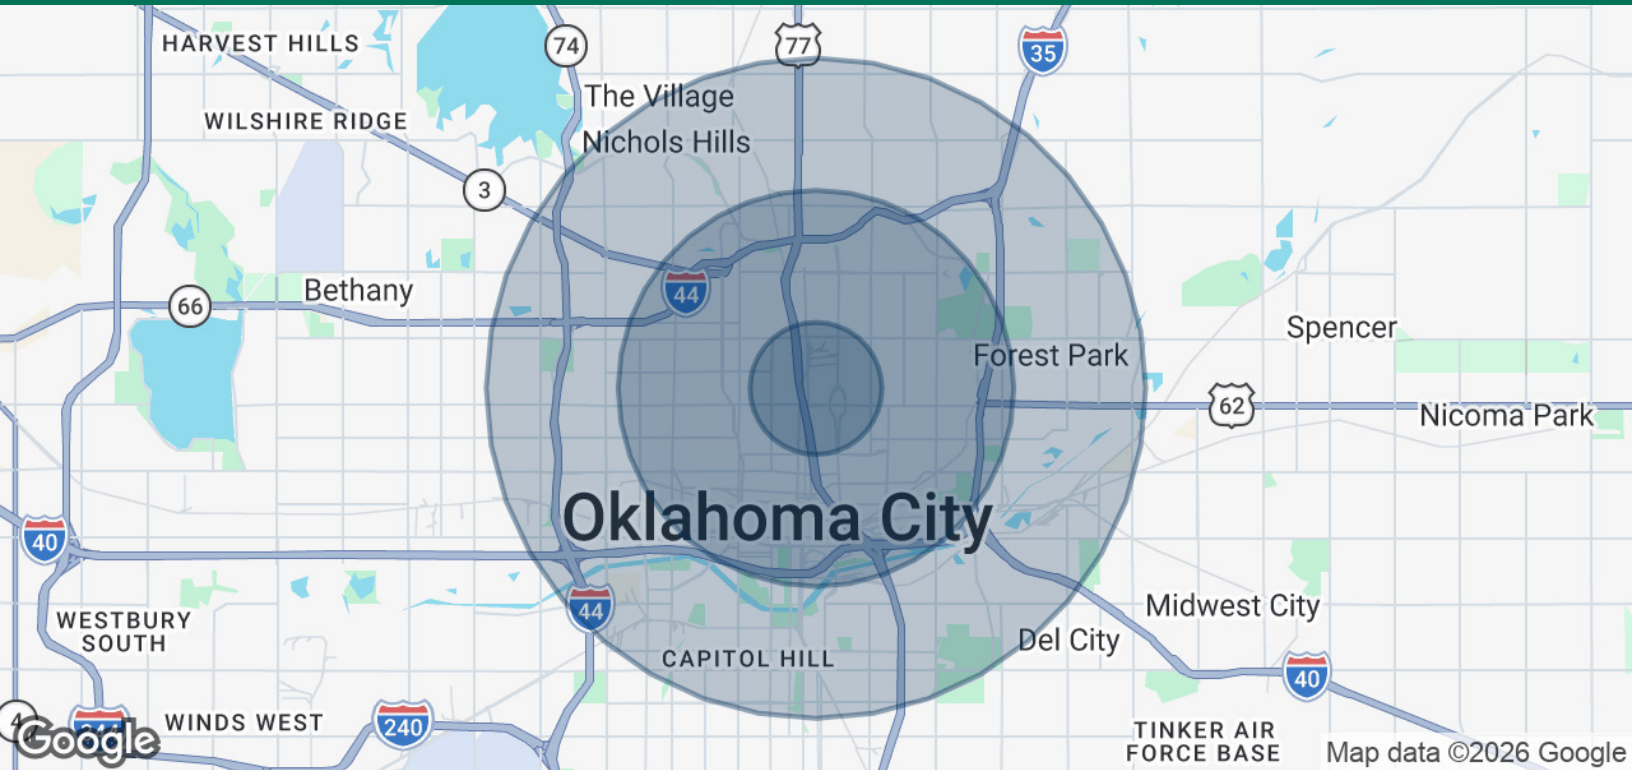 HARVEST HILLS
74
77
35
The Village
WILSHIRE RIDGE
Nichols Hills
3
44
Bethany
66
Spencer
Forest Park
62
Nicoma Park
Oklahoma City
40
44
Midwest City
WESTBURY
SOUTH
Del City
CAPITOL HILL
40
WINDS WEST
240
4
TINKER AIR
FORCE BASE
Google
Map data ©2026 Google